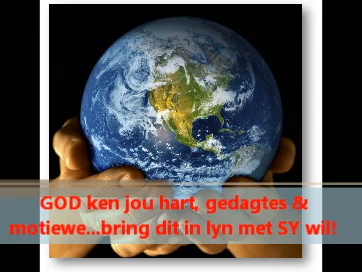 GOD ken jou hart, gedagtes &
motiewe...bring dit in lyn met SY wil!